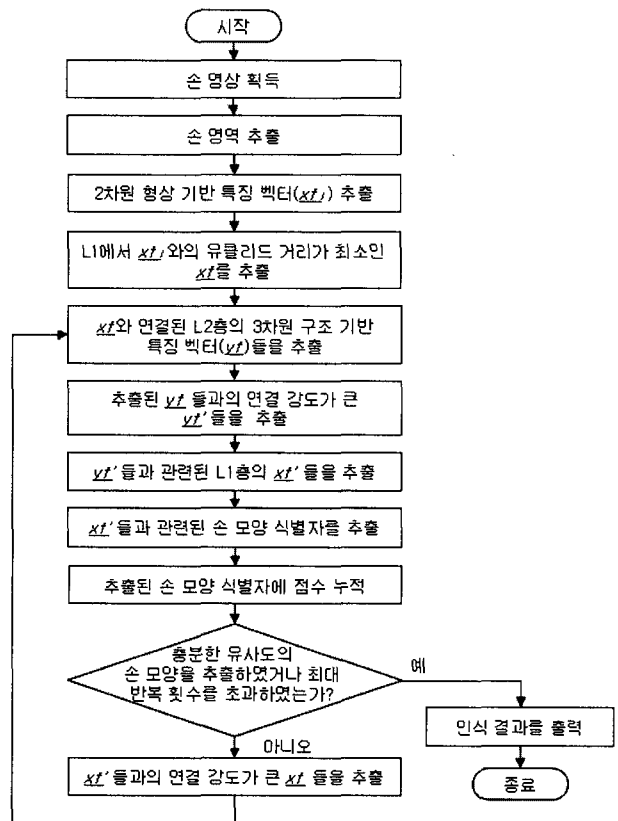 시작
손 영상 획득
손 영역 추출
2차원 형상 기반 특징 벡터(xf_i) 추출
L1에서 xf_i와의 유클리드 거리가 최소인
xf를 추출
xf와 연결된 L2층의 3차원 구조 기반
특징 벡터(yf)들을 추출
추출된 yf 들과의 연결 강도가 큰
yf'들을 추출
yf'들과 관련된 L1층의 xf'들을 추출
xf'들과 관련된 손 모양 식별자를 추출
추출된 손 모양 식별자에 점수 누적
충분한 유사도의
손 모양을 추출하였거나 최대
반복 횟수를 초과하였는가?
예
인식 결과를 출력
종료
아니오
xf'들과의 연결 강도가 큰 xf 들을 추출